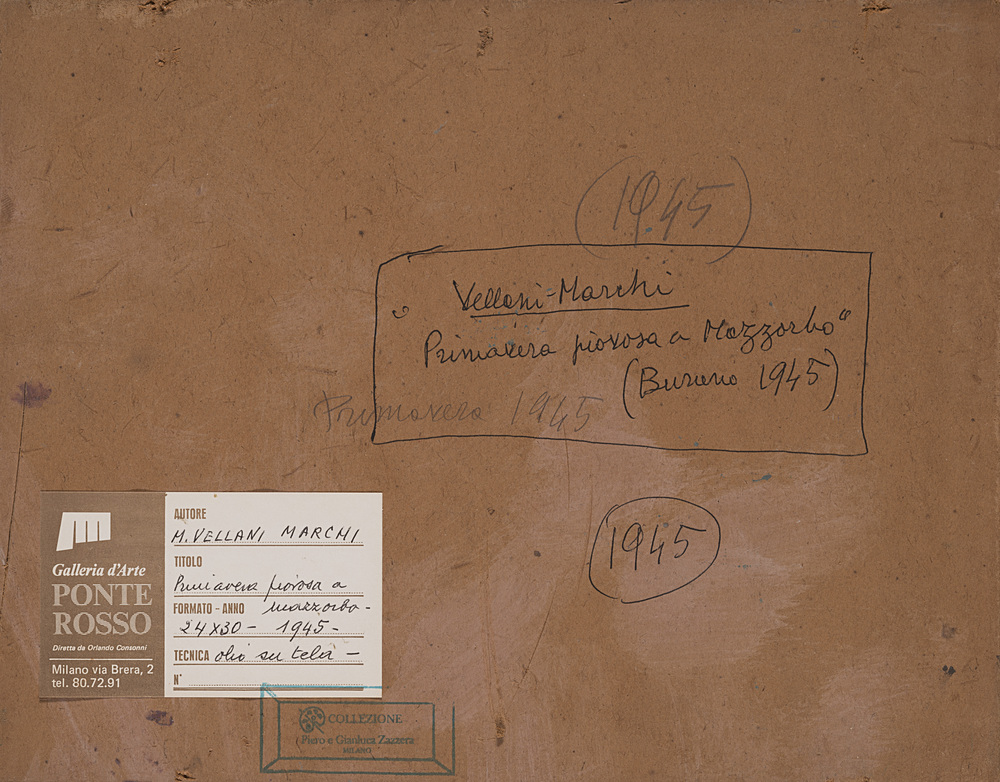 (1945)
Vellani-Marchi
"Primavera piovosa a Mazzorbo"
(Burano 1945)
Primavera 1945
1945
Galleria d'Arte
PONTE
ROSSO
Diretta da Orlando Consonni
Milano via Brera, 2
tel. 80.72.91
AUTORE
M. VELLANI MARCHI
TITOLO
Primavera piovosa a
FORMATO - ANNO mazzorbo -
24x30 - 1945 -
TECNICA olio su tela -
N°
COLLEZIONE
Piero e Gianluca Zazzera
MILANO